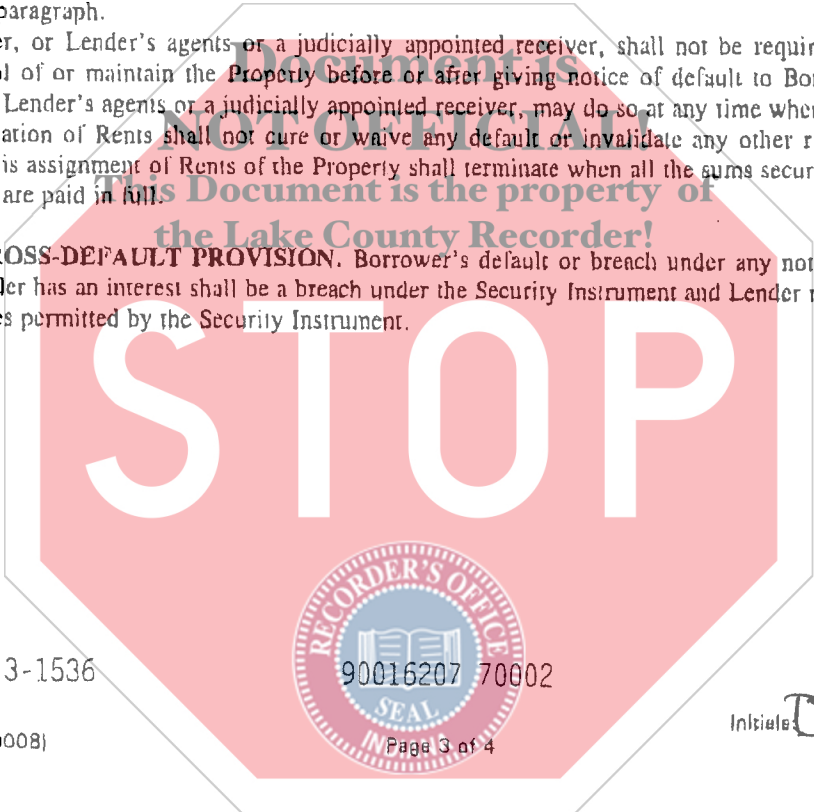 paragraph.
er, or Lender's agents or a judicially appointed receiver, shall not be requir
l of or maintain the Property before or after giving notice of default to Bor
Document is
Lender's agents or a judicially appointed receiver, may do so at any time when
ation of Rents shall not cure or waive any default or invalidate any other r
NOT OFFICIAL!
is assignment of Rents of the Property shall terminate when all the sums secur
are paid in full.
This Document is the property of
the Lake County Recorder!
OSS-DEFAULT PROVISION. Borrower's default or breach under any not
der has an interest shall be a breach under the Security Instrument and Lender
es permitted by the Security Instrument.
STOP
RECORDER'S OFFICE
SEAL
INDIANA
3-1536
90016207 70002
Initials:
0008)
Page 3 of 4